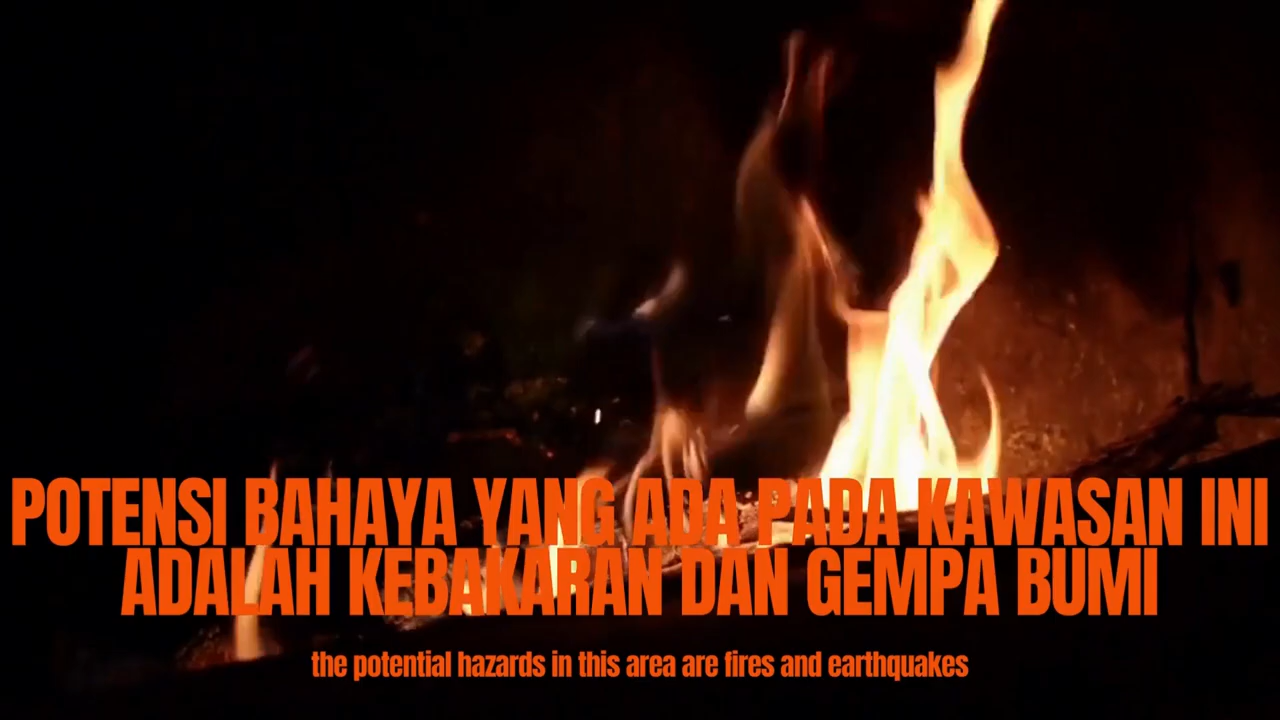 POTENSI BAHAYA YANG ADA PADA KAWASAN INI
ADALAH KEBAKARAN DAN GEMPA BUMI
the potential hazards in this area are fires and earthquakes